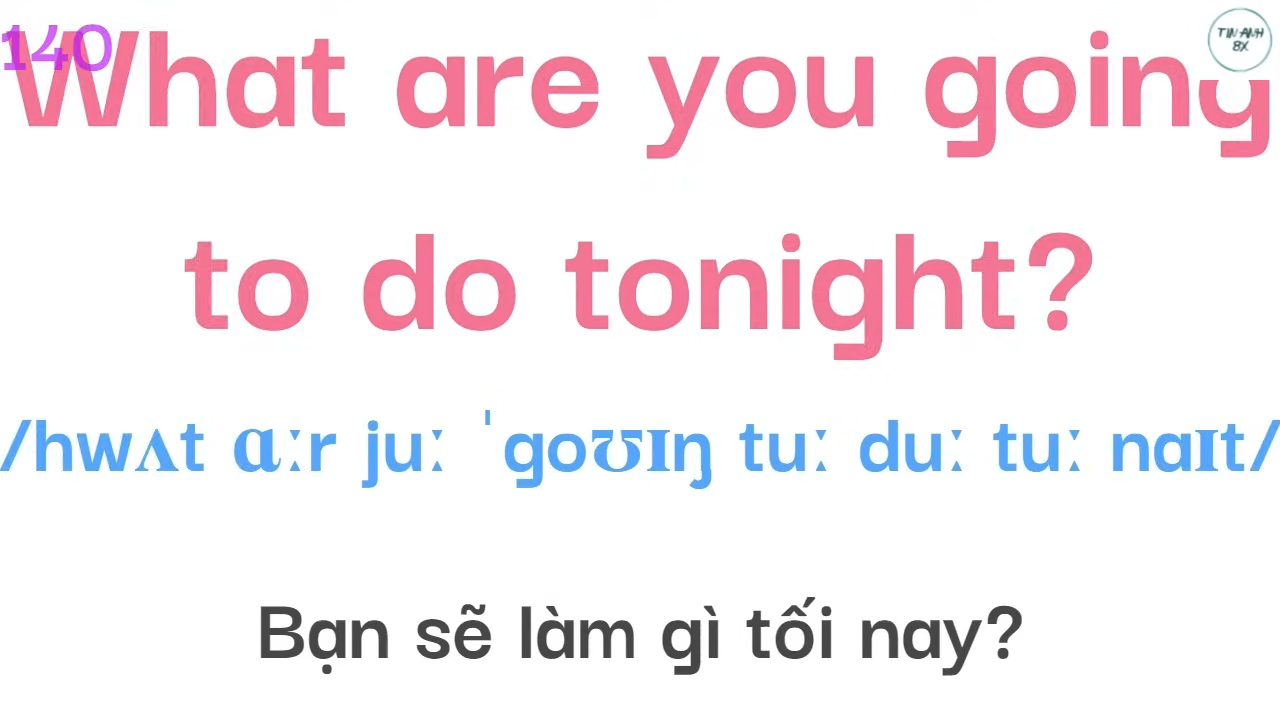 140
TIN ANH
8X
What are you going
to do tonight?
/hwʌt ɑːr juː ˈgoʊɪŋ tuː duː tuː naɪt/
Bạn sẽ làm gì tối nay?